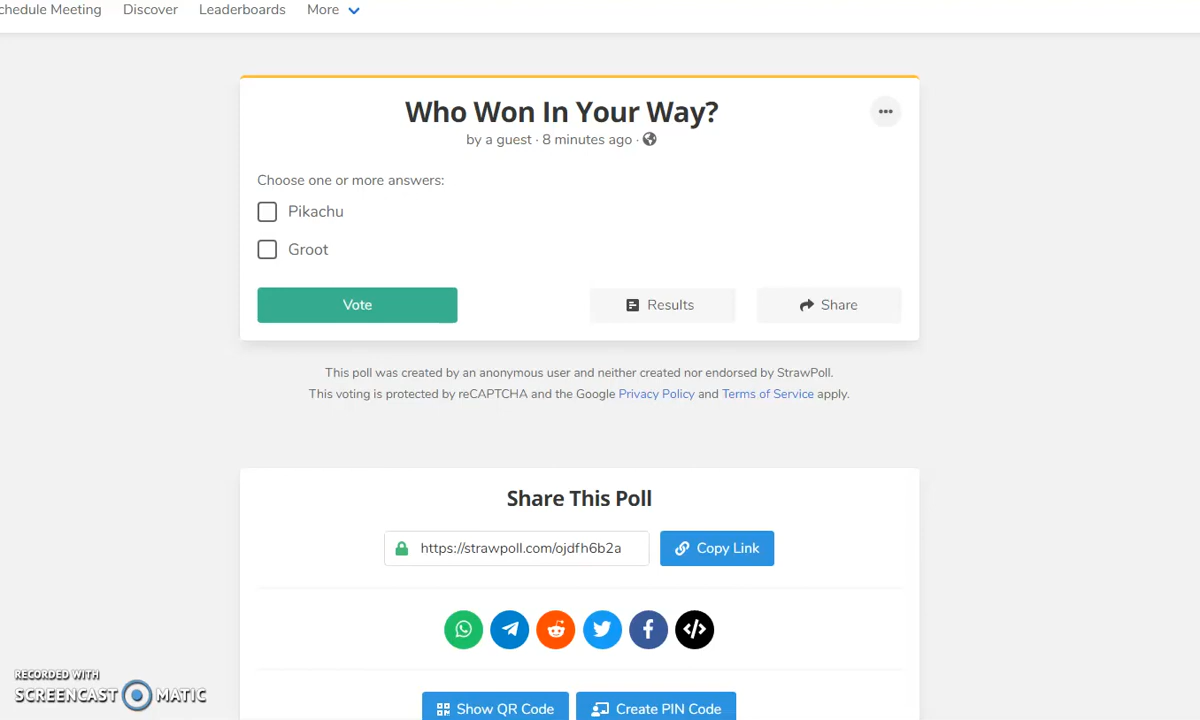 chedule Meeting Discover Leaderboards More
Who Won In Your Way?
by a guest · 8 minutes ago ·
Choose one or more answers:
Pikachu
Groot
Vote Results Share
This poll was created by an anonymous user and neither created nor endorsed by StrawPoll.
This voting is protected by reCAPTCHA and the Google Privacy Policy and Terms of Service apply.
Share This Poll
https://strawpoll.com/ojdfh6b2a Copy Link
RECORDED WITH
SCREENCAST MATIC
Show QR Code Create PIN Code